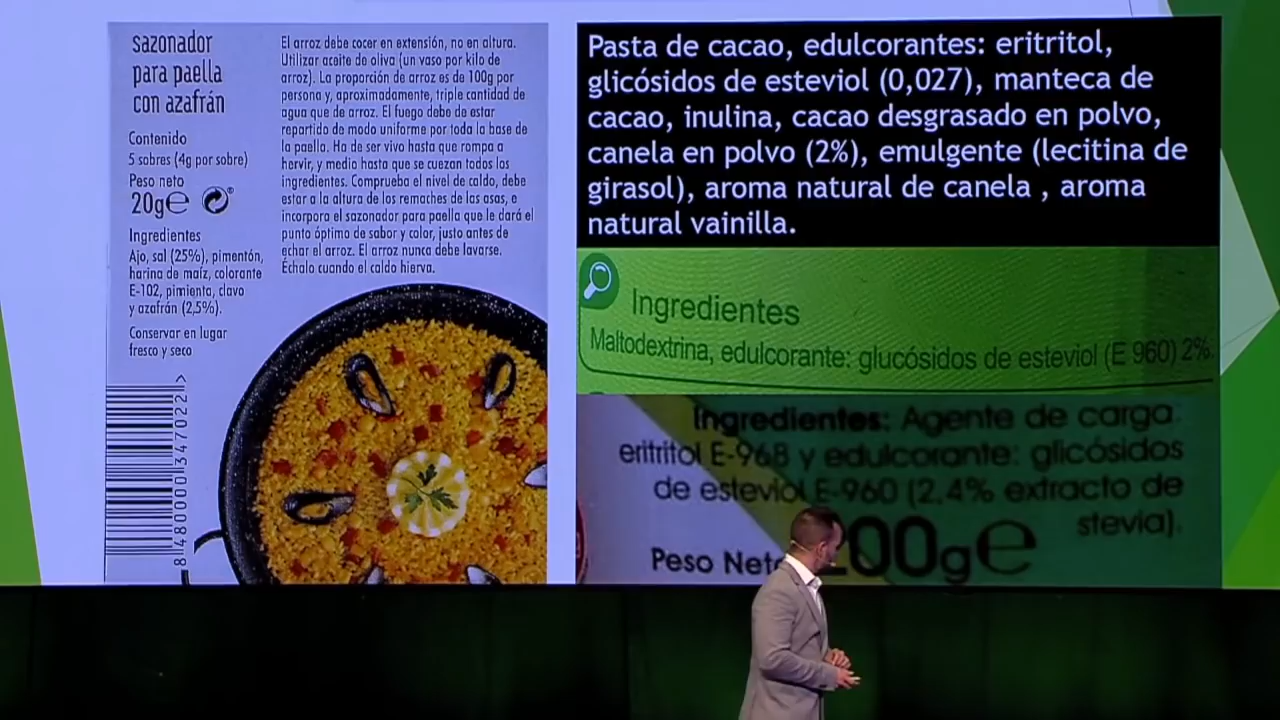 sazonador
para paella
con azafrán
Contenido
5 sobres (4g por sobre)
Peso neto
20g℮
Ingredientes
Ajo, sal (25%), pimentón,
harina de maíz, colorante
E-102, pimienta, clavo
y azafrán (2,5%).
Conservar en lugar
fresco y seco
8 480000 347022 >
El arroz debe cocer en extensión, no en altura.
Utilizar aceite de oliva (un vaso por kilo de
arroz). La proporción de arroz es de 100g por
persona y, aproximadamente, triple cantidad de
agua que de arroz. El fuego debe de estar
repartido de modo uniforme por toda la base de
la paella. Ha de ser vivo hasta que rompa a
hervir, y medio hasta que se cuezan todos los
ingredientes. Comprueba el nivel de caldo, debe
estar a la altura de los remaches de las asas, e
incorpora el sazonador para paella que le dará el
punto óptimo de sabor y color, justo antes de
echar el arroz. El arroz nunca debe lavarse.
Échalo cuando el caldo hierva.
Pasta de cacao, edulcorantes: eritritol,
glicósidos de esteviol (0,027), manteca de
cacao, inulina, cacao desgrasado en polvo,
canela en polvo (2%), emulgente (lecitina de
girasol), aroma natural de canela , aroma
natural vainilla.
Ingredientes
Maltodextrina, edulcorante: glucósidos de esteviol (E 960) 2%.
Ingredientes: Agente de carga:
eritritol E-968 y edulcorante: glicósidos
de esteviol E-960 (2,4% extracto de
stevia).
Peso Neto 00g℮